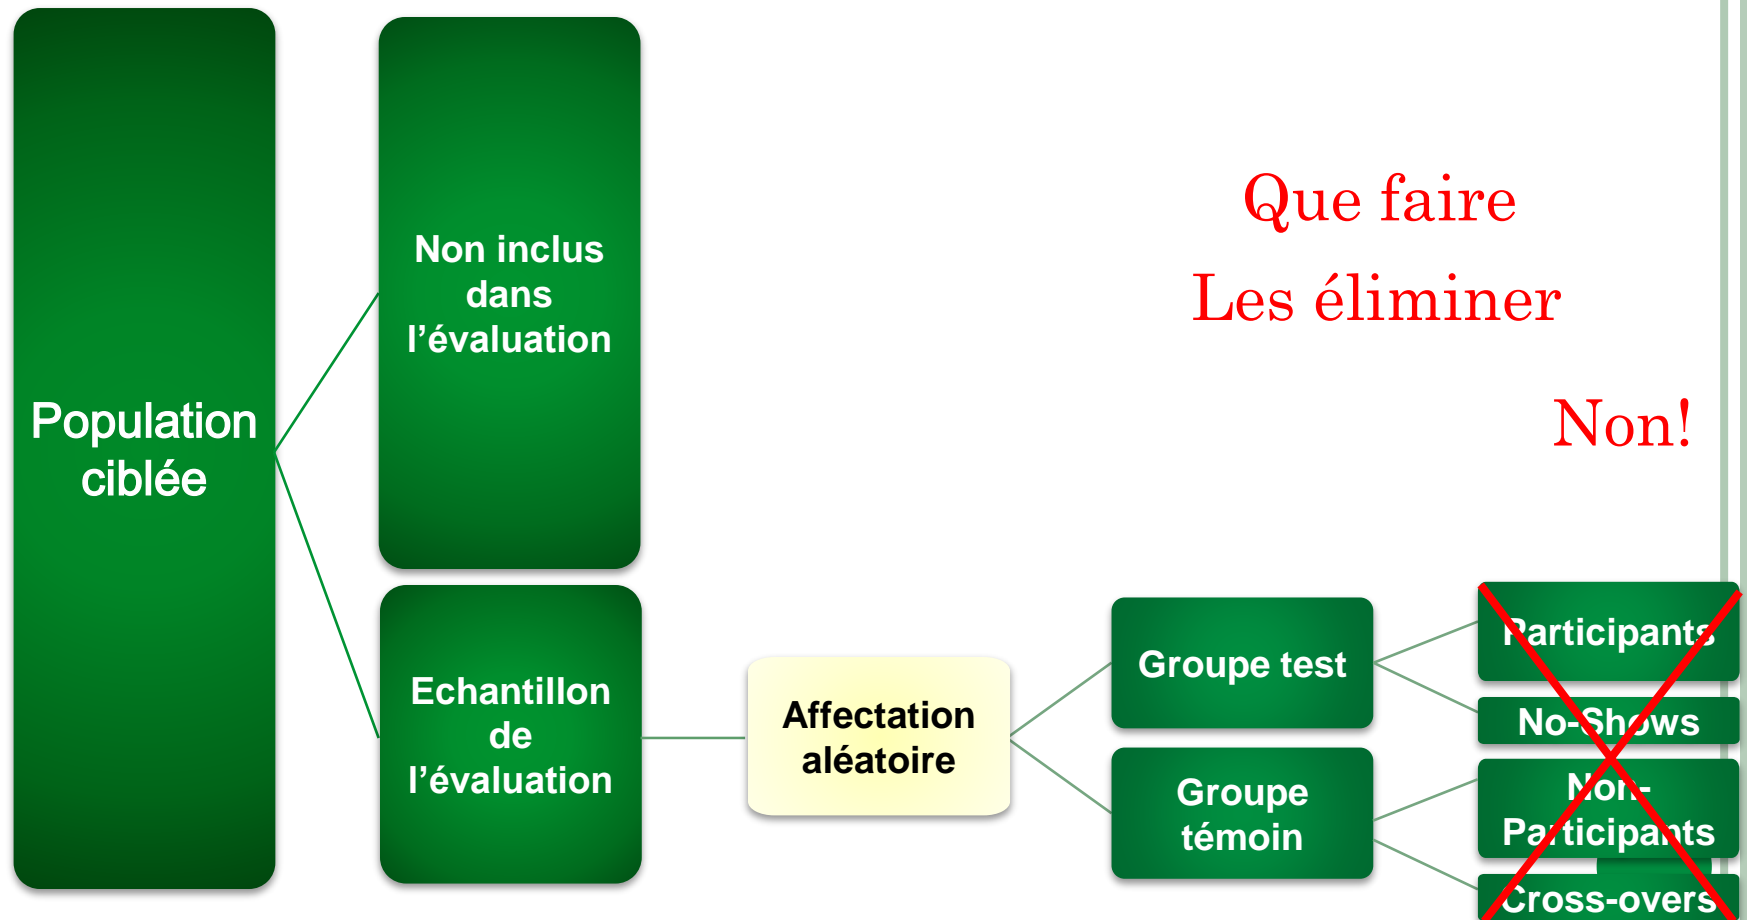 Population
ciblée
Non inclus
dans
l’évaluation
Echantillon
de
l’évaluation
Affectation
aléatoire
Groupe test
Groupe
témoin
Participants
No-Shows
Non-
Participants
Cross-overs
Que faire
Les éliminer
Non!